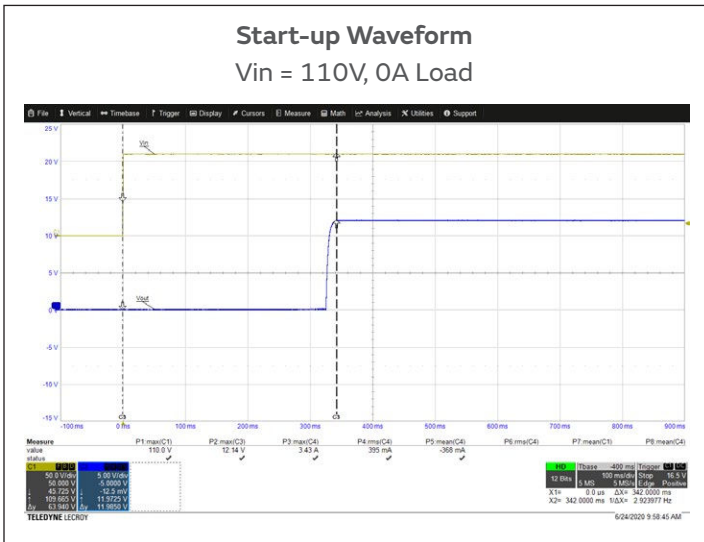 Start-up Waveform
Vin = 110V, 0A Load
File Vertical Timebase Trigger Display Cursors Measure Math Analysis Utilities Support
25 V
Vin
20 V
15 V
10 V
5 V
Vout
0 V
-5 V
-10 V
-15 V
C3 C3
-100 ms 0 ms 100 ms 200 ms 300 ms 400 ms 500 ms 600 ms 700 ms 800 ms 900 ms
Measure P1:max(C1) P2:max(C3) P3:max(C4) P4:rms(C4) P5:mean(C4) P6:rms(C4) P7:mean(C1) P8:mean(C4)
value 110.0 V 12.14 V 3.43 A 395 mA -368 mA
status
C1
50.0 V/div 5.00 V/div
50.000 V -5.0000 V
45.725 V -12.5 mV
109.665 V 11.9725 V
Δy 63.940 V Δy 11.9850 V
HD Tbase -400 ms Trigger C1 DC
12 Bits 100 ms/div Stop 16.5 V
5 MS 5 MS/s Edge Positive
X1= 0.0 µs ΔX= 342.0000 ms
X2= 342.0000 ms 1/ΔX= 2.923977 Hz
TELEDYNE LECROY
6/24/2020 9:58:45 AM